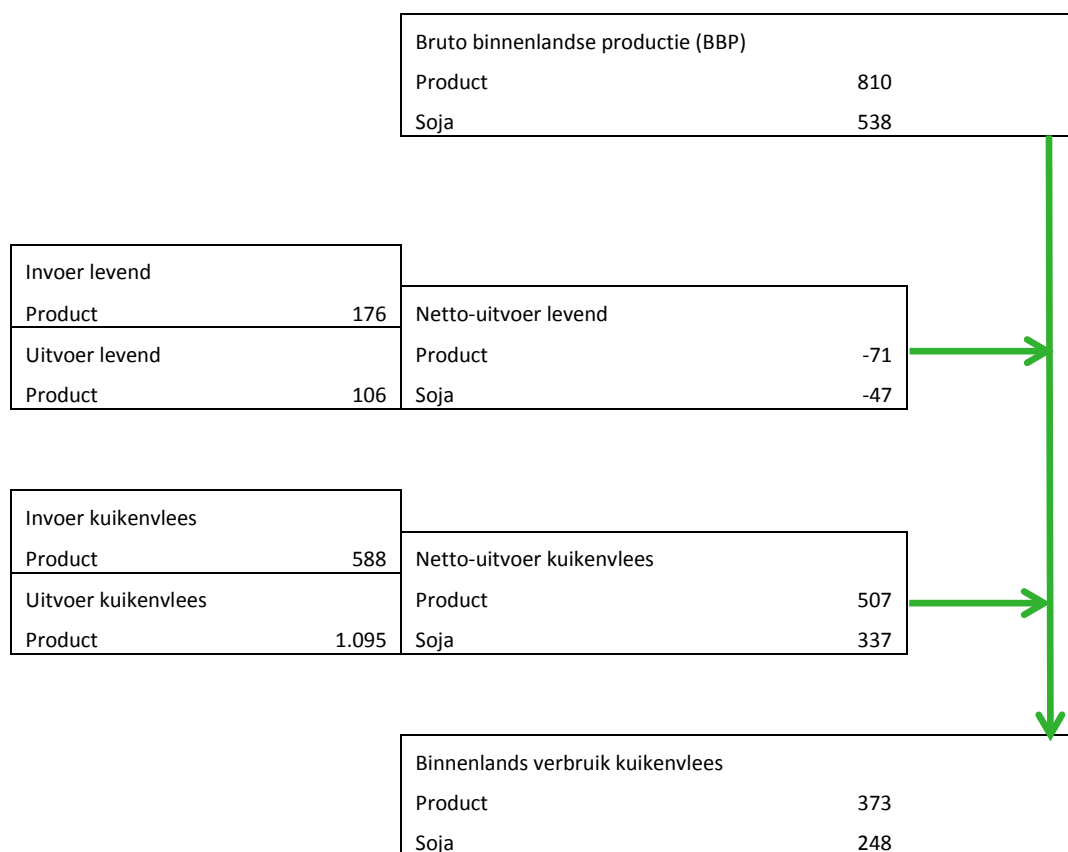 Bruto binnenlandse productie (BBP)
Product 810
Soja 538
Invoer levend
Product 176
Uitvoer levend
Product 106
Netto-uitvoer levend
Product -71
Soja -47
Invoer kuikenvlees
Product 588
Uitvoer kuikenvlees
Product 1.095
Netto-uitvoer kuikenvlees
Product 507
Soja 337
Binnenlands verbruik kuikenvlees
Product 373
Soja 248